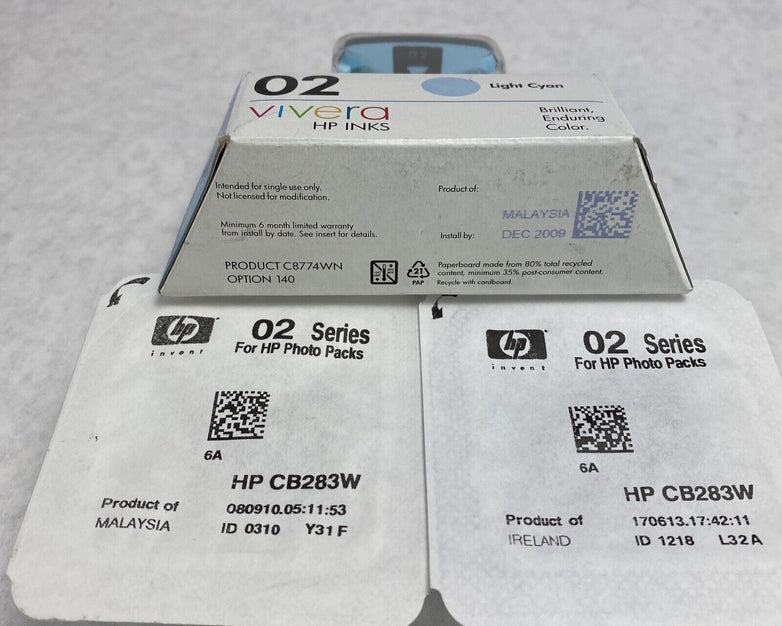 02
02
Light Cyan
vivera
HP INKS
Brilliant,
Enduring
Color.
Intended for single use only.
Not licensed for modification.
Minimum 6 month limited warranty
from install by date. See insert for details.
PRODUCT C8774WN
OPTION 140
Product of:
MALAYSIA
Install by:
DEC 2009
21
PAP
Paperboard made from 80% total recycled
content, minimum 35% post-consumer content.
Recycle with cardboard.
hp
invent
02 Series
For HP Photo Packs
6A
HP CB283W
Product of
MALAYSIA
080910.05:11:53
ID 0310 Y31F
hp
invent
02 Series
For HP Photo Packs
6A
HP CB283W
Product of
IRELAND
170613.17:42:11
ID 1218 L32A